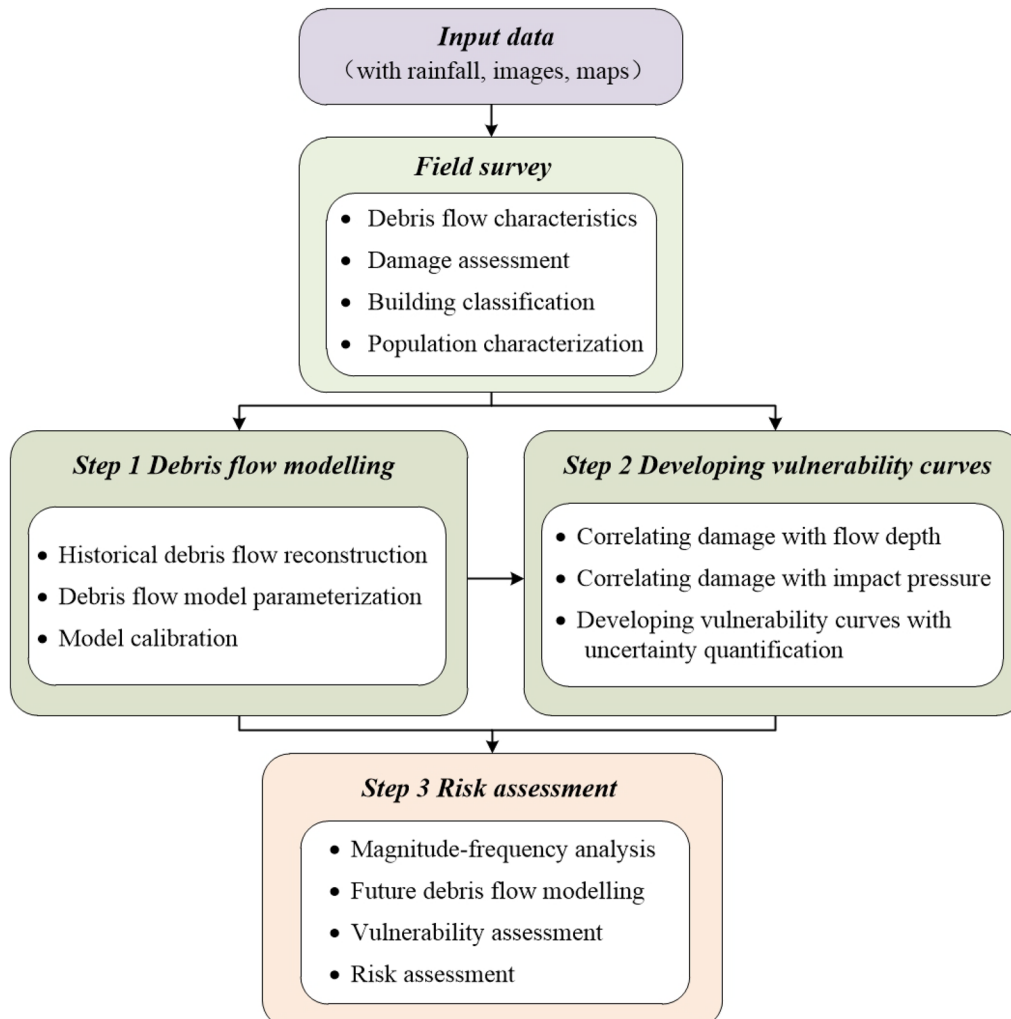 Input data
（with rainfall, images, maps）
Field survey
• Debris flow characteristics
• Damage assessment
• Building classification
• Population characterization
Step 1 Debris flow modelling
• Historical debris flow reconstruction
• Debris flow model parameterization
• Model calibration
Step 2 Developing vulnerability curves
• Correlating damage with flow depth
• Correlating damage with impact pressure
• Developing vulnerability curves with
uncertainty quantification
Step 3 Risk assessment
• Magnitude-frequency analysis
• Future debris flow modelling
• Vulnerability assessment
• Risk assessment